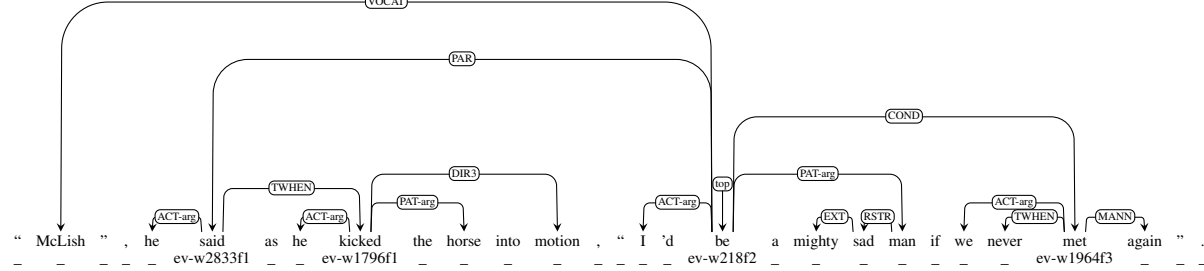 VOCAT
PAR
COND
TWHEN DIR3 top PAT-arg
ACT-arg ACT-arg PAT-arg ACT-arg EXT RSTR ACT-arg TWHEN MANN
“ McLish ” , he said as he kicked the horse into motion , “ I 'd be a mighty sad man if we never met again ” .
_ _ _ _ _ ev-w2833f1 _ _ ev-w1796f1 _ _ _ _ _ _ _ _ ev-w218f2 _ _ _ _ _ _ _ ev-w1964f3 _ _ _